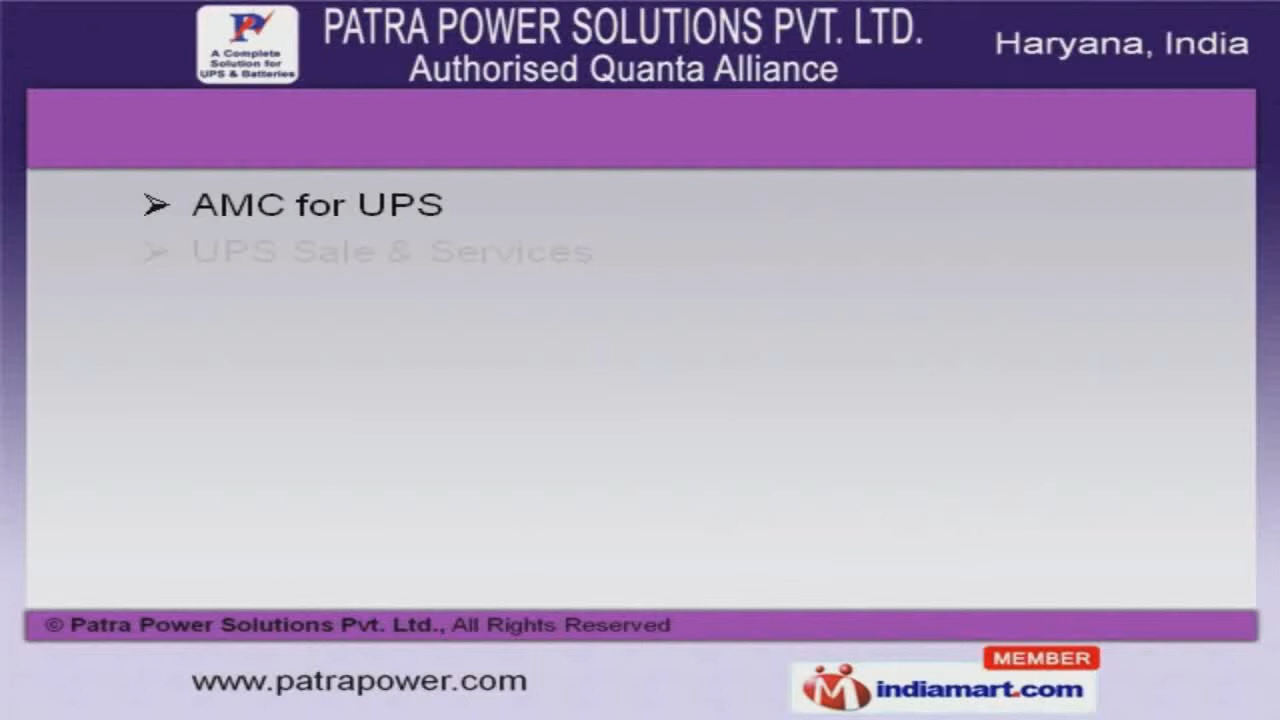 A Complete
Solution for
UPS & Batteries
PATRA POWER SOLUTIONS PVT. LTD.
Authorised Quanta Alliance
Haryana, India
➢ AMC for UPS
➢ UPS Sale & Services
© Patra Power Solutions Pvt. Ltd., All Rights Reserved
www.patrapower.com
MEMBER
indiamart.com